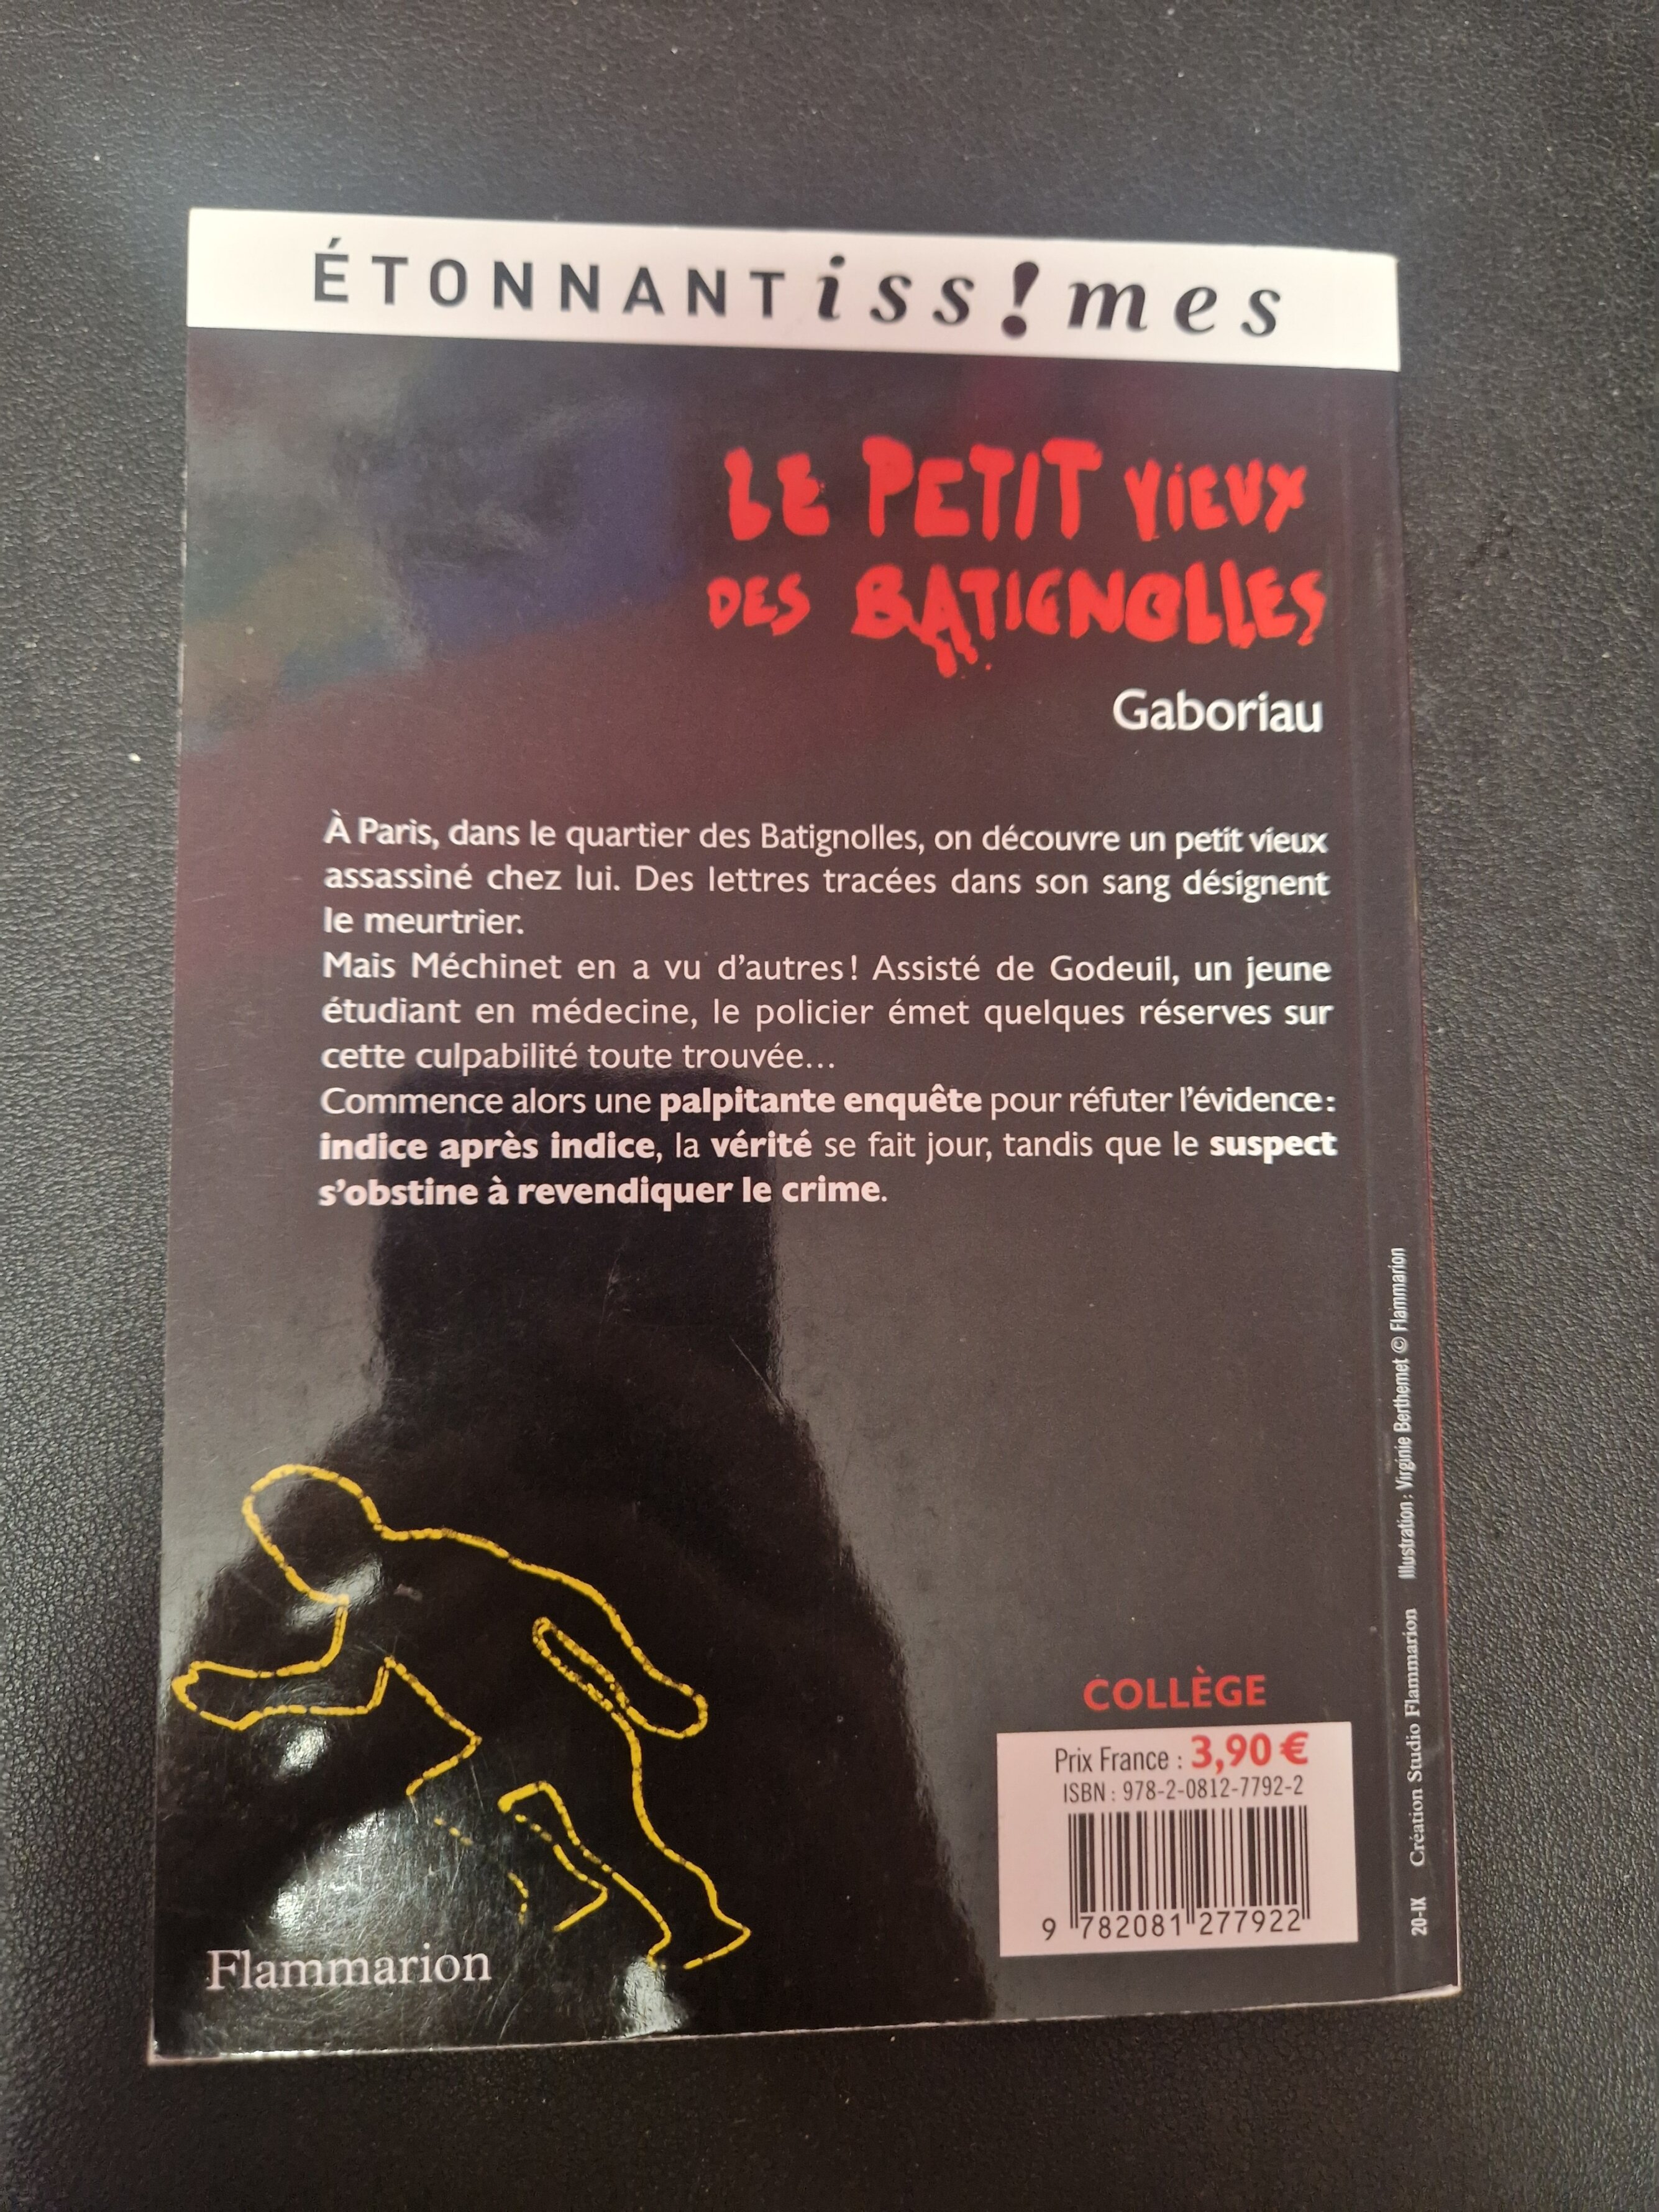 ÉTONNANTiss!mes
LE PETIT VIEUX
DES BATIGNOLLES
Gaboriau
À Paris, dans le quartier des Batignolles, on découvre un petit vieux
assassiné chez lui. Des lettres tracées dans son sang désignent
le meurtrier.
Mais Méchinet en a vu d'autres ! Assisté de Godeuil, un jeune
étudiant en médecine, le policier émet quelques réserves sur
cette culpabilité toute trouvée…
Commence alors une palpitante enquête pour réfuter l'évidence :
indice après indice, la vérité se fait jour, tandis que le suspect
s'obstine à revendiquer le crime.
COLLÈGE
Prix France : 3,90 €
ISBN : 978-2-0812-7792-2
9 782081 277922
Flammarion
20-IX Création Studio Flammarion Illustration : Virginie Berthemet © Flammarion